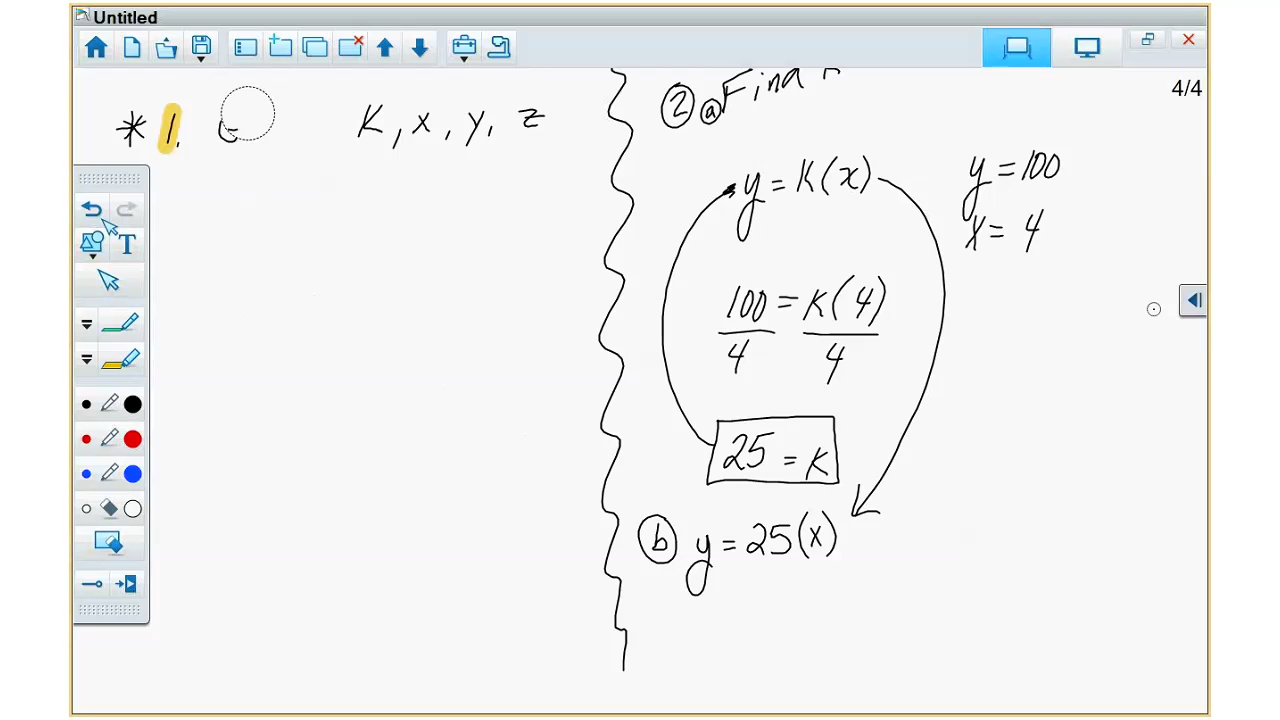 Untitled
4/4
* 1. K, x, y, z
2 a Find
y = K(x)
y = 100
x = 4
100 = K(4)
4 4
25 = K
b y = 25(x)
T